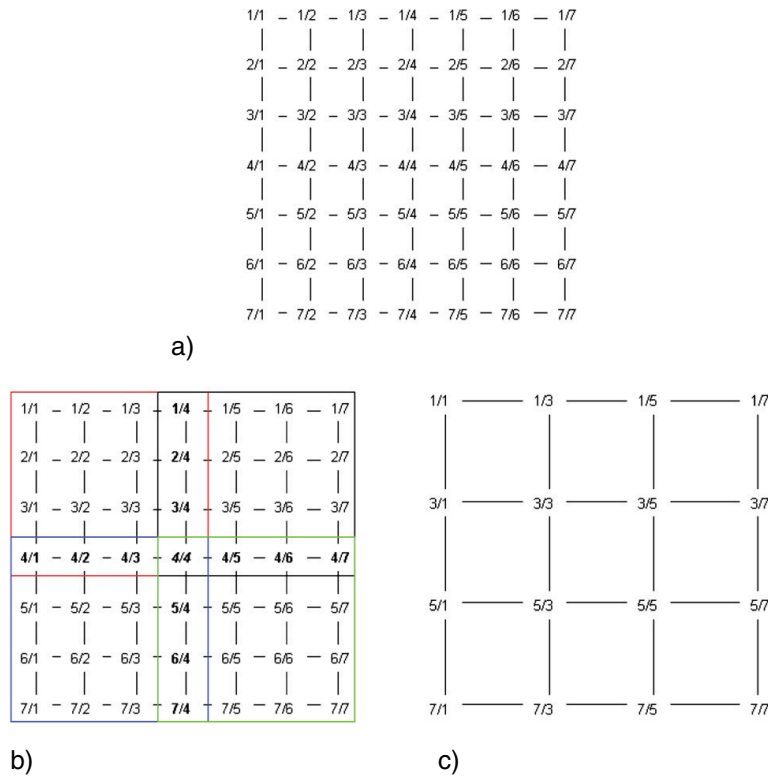 1/1 – 1/2 – 1/3 – 1/4 – 1/5 – 1/6 — 1/7
2/1 – 2/2 – 2/3 – 2/4 – 2/5 – 2/6 — 2/7
3/1 – 3/2 – 3/3 – 3/4 – 3/5 – 3/6 — 3/7
4/1 – 4/2 – 4/3 – 4/4 – 4/5 – 4/6 — 4/7
5/1 – 5/2 – 5/3 – 5/4 – 5/5 – 5/6 — 5/7
6/1 – 6/2 – 6/3 – 6/4 – 6/5 – 6/6 — 6/7
7/1 – 7/2 – 7/3 – 7/4 – 7/5 – 7/6 — 7/7
a)
1/1 – 1/2 – 1/3 – 1/4 – 1/5 – 1/6 — 1/7
2/1 – 2/2 – 2/3 – 2/4 – 2/5 – 2/6 — 2/7
3/1 – 3/2 – 3/3 – 3/4 – 3/5 – 3/6 — 3/7
4/1 – 4/2 – 4/3 – 4/4 – 4/5 – 4/6 — 4/7
5/1 – 5/2 – 5/3 – 5/4 – 5/5 – 5/6 — 5/7
6/1 – 6/2 – 6/3 – 6/4 – 6/5 – 6/6 — 6/7
7/1 – 7/2 – 7/3 – 7/4 – 7/5 – 7/6 — 7/7
b)
1/1 — 1/3 — 1/5 — 1/7
3/1 — 3/3 — 3/5 — 3/7
5/1 — 5/3 — 5/5 — 5/7
7/1 — 7/3 — 7/5 — 7/7
c)